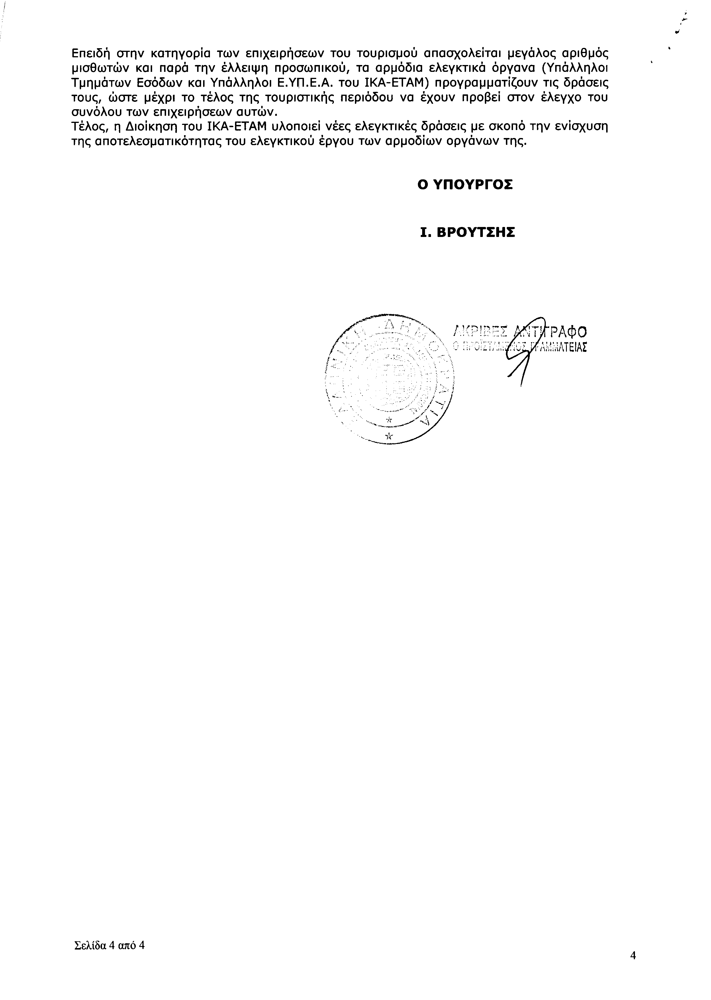 Επειδή στην κατηγορία των επιχειρήσεων του τουρισμού απασχολείται μεγάλος αριθμός
μισθωτών και παρά την έλλειψη προσωπικού, τα αρμόδια ελεγκτικά όργανα (Υπάλληλοι
Τμημάτων Εσόδων και Υπάλληλοι Ε.ΥΠ.Ε.Α. του ΙΚΑ-ΕΤΑΜ) προγραμματίζουν τις δράσεις
τους, ώστε μέχρι το τέλος της τουριστικής περιόδου να έχουν προβεί στον έλεγχο του
συνόλου των επιχειρήσεων αυτών.
Τέλος, η Διοίκηση του ΙΚΑ-ΕΤΑΜ υλοποιεί νέες ελεγκτικές δράσεις με σκοπό την ενίσχυση
της αποτελεσματικότητας του ελεγκτικού έργου των αρμοδίων οργάνων της.
Ο ΥΠΟΥΡΓΟΣ
Ι. ΒΡΟΥΤΣΗΣ
ΕΛΛΗΝΙΚΗ ΔΗΜΟΚΡΑΤΙΑ
ΑΚΡΙΒΕΣ ΑΝΤΙΓΡΑΦΟ
Ο ΠΡΟΪΣΤΑΜΕΝΟΣ ΓΡΑΜΜΑΤΕΙΑΣ
Σελίδα 4 από 4
4